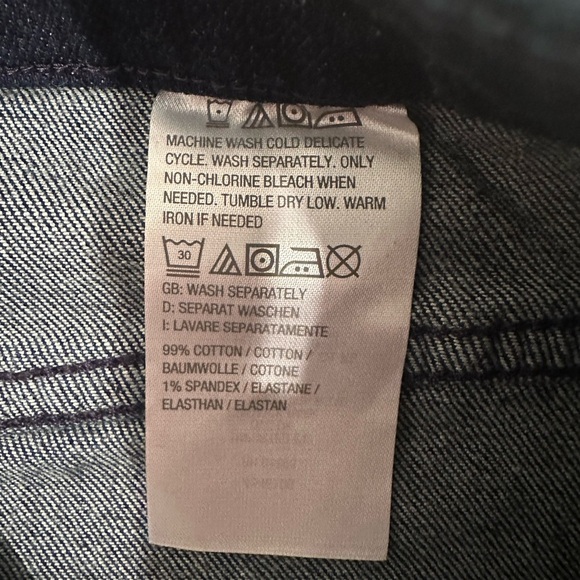 MACHINE WASH COLD DELICATE
CYCLE. WASH SEPARATELY. ONLY
NON-CHLORINE BLEACH WHEN
NEEDED. TUMBLE DRY LOW. WARM
IRON IF NEEDED
30
GB: WASH SEPARATELY
D: SEPARAT WASCHEN
I: LAVARE SEPARATAMENTE
99% COTTON / COTTON /
BAUMWOLLE / COTONE
1% SPANDEX / ELASTANE /
ELASTHAN / ELASTAN